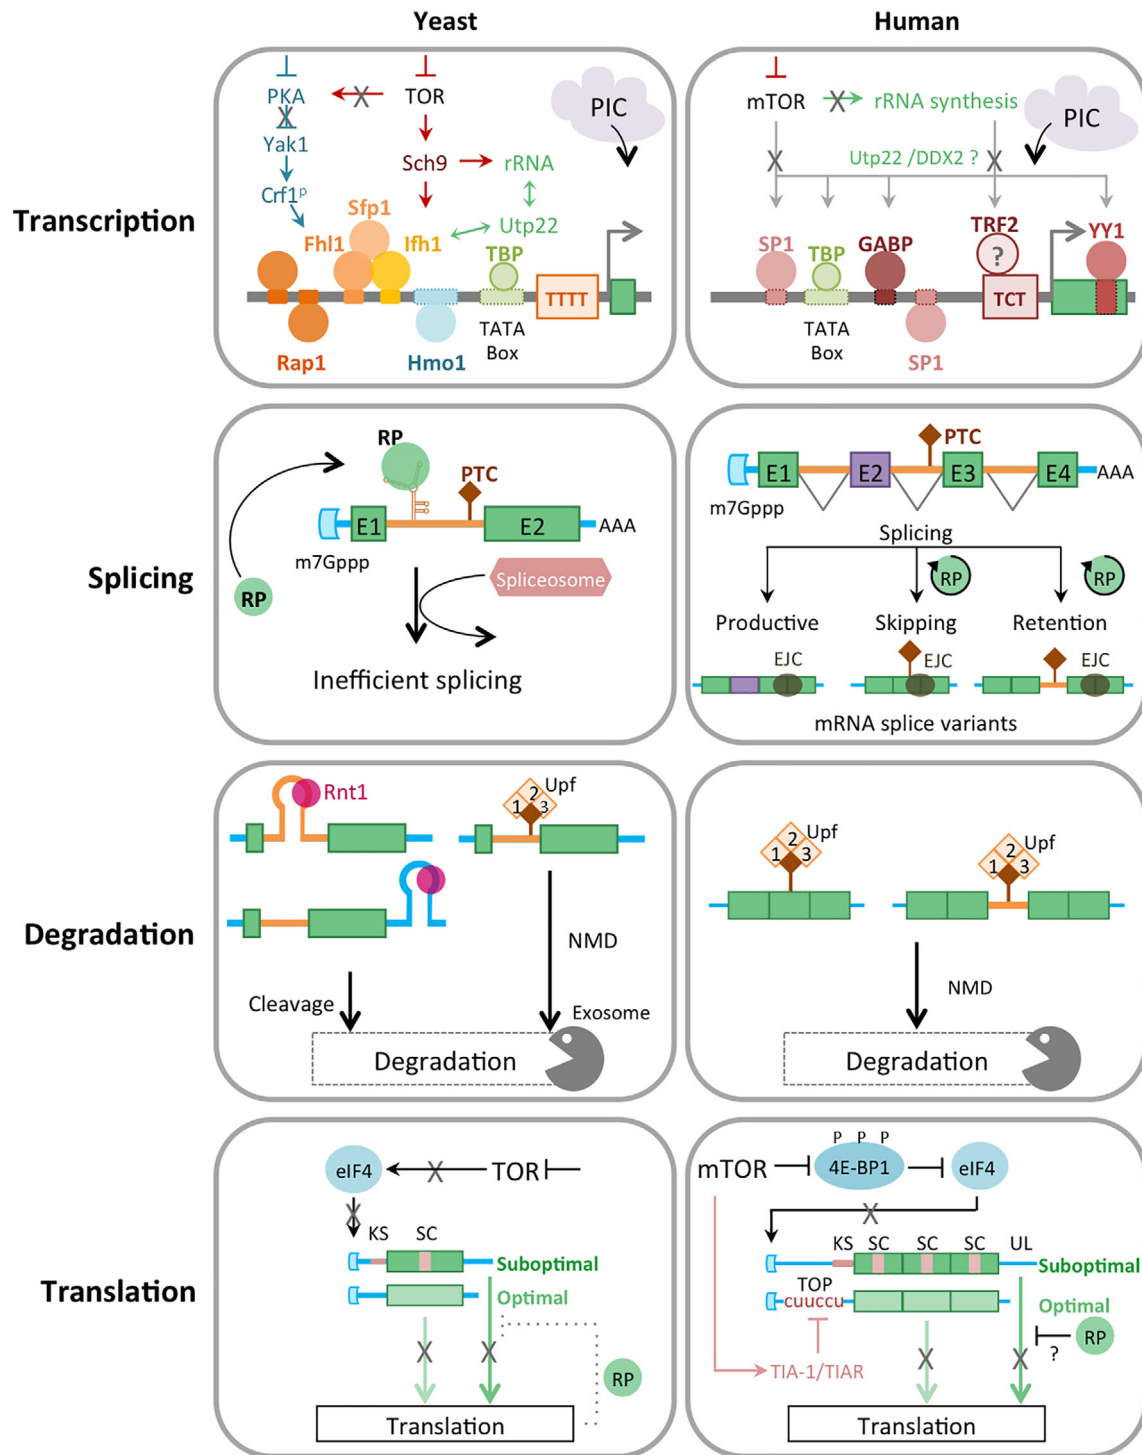 Yeast
Human
Transcription
PKA
TOR
Yak1
Sch9
rRNA
Crf1p
Sfp1
Fhl1
Ifh1
Utp22
TBP
PIC
TTTT
TATA
Box
Rap1
Hmo1
mTOR
rRNA synthesis
PIC
Utp22 /DDX2 ?
SP1
TBP
GABP
TRF2
?
YY1
TCT
TATA
Box
SP1
Splicing
RP
PTC
E1
E2
AAA
m7Gppp
RP
Spliceosome
Inefficient splicing
PTC
E1
E2
E3
E4
AAA
m7Gppp
Splicing
RP
RP
Productive
Skipping
Retention
EJC
EJC
EJC
mRNA splice variants
Degradation
Rnt1
Upf
1 2 3
NMD
Cleavage
Exosome
Degradation
Upf
1 2 3
Upf
1 2 3
NMD
Degradation
Translation
eIF4
TOR
KS
SC
Suboptimal
Optimal
RP
Translation
P P P
mTOR
4E-BP1
eIF4
KS
SC
SC
SC
UL
Suboptimal
TOP
cuuccu
Optimal
RP
?
TIA-1/TIAR
Translation